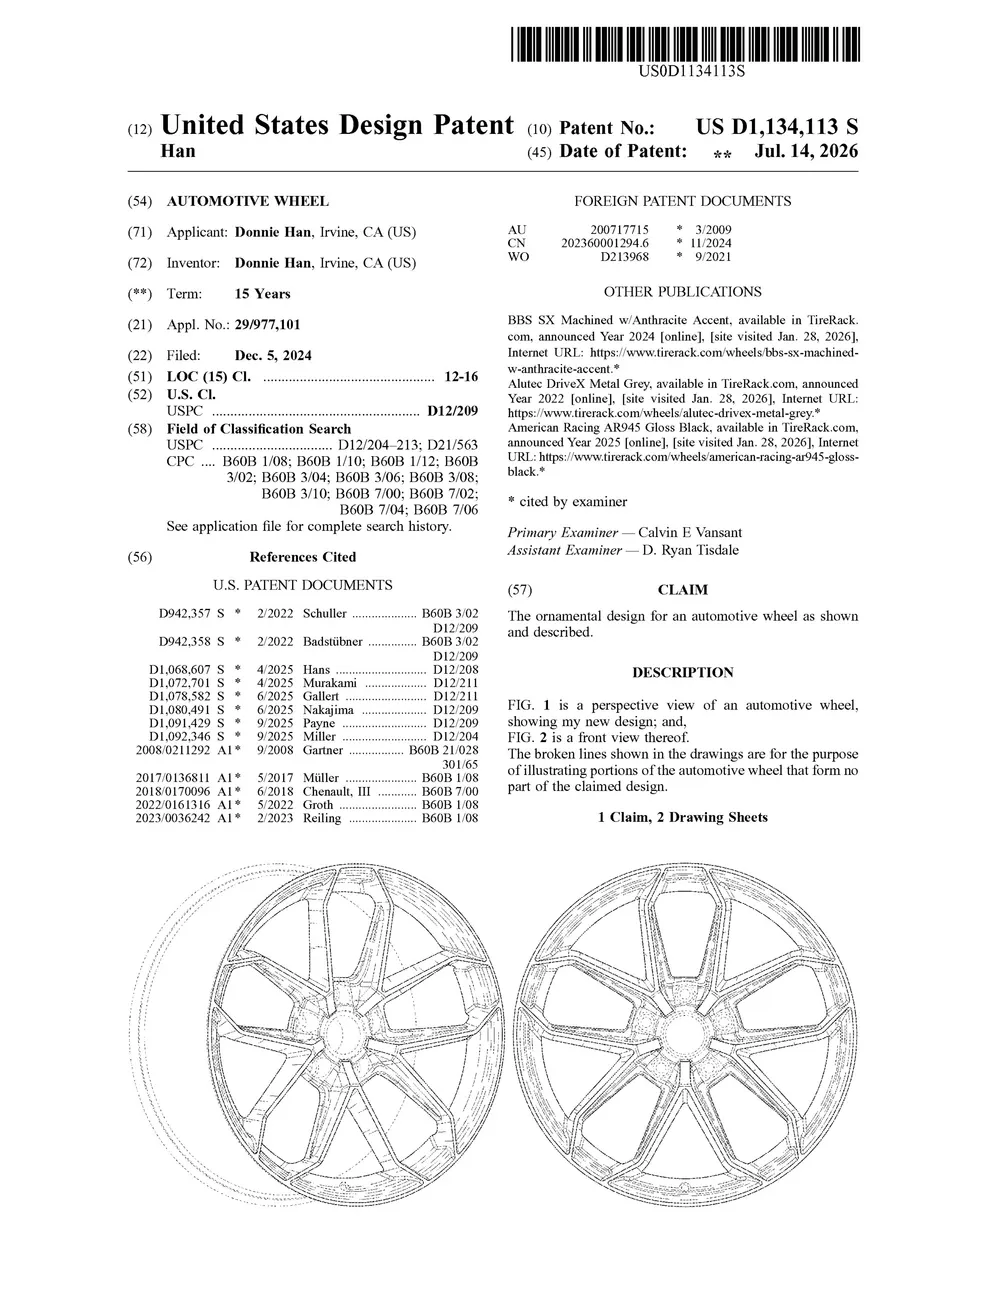 US0D1134113S
(12) United States Design Patent
Han
(10) Patent No.: US D1,134,113 S
(45) Date of Patent: ** Jul. 14, 2026
(54) AUTOMOTIVE WHEEL
(71) Applicant: Donnie Han, Irvine, CA (US)
(72) Inventor: Donnie Han, Irvine, CA (US)
(**) Term: 15 Years
(21) Appl. No.: 29/977,101
(22) Filed: Dec. 5, 2024
(51) LOC (15) Cl. .............................................. 12-16
(52) U.S. Cl.
USPC ......................................................... D12/209
(58) Field of Classification Search
USPC ................................. D12/204–213; D21/563
CPC .... B60B 1/08; B60B 1/10; B60B 1/12; B60B
3/02; B60B 3/04; B60B 3/06; B60B 3/08;
B60B 3/10; B60B 7/00; B60B 7/02;
B60B 7/04; B60B 7/06
See application file for complete search history.
(56) References Cited
U.S. PATENT DOCUMENTS
D942,357 S * 2/2022 Schuller .................... B60B 3/02
D12/209
D942,358 S * 2/2022 Badstübner ............... B60B 3/02
D12/209
D1,068,607 S * 4/2025 Hans ............................ D12/208
D1,072,701 S * 4/2025 Murakami ................... D12/211
D1,078,582 S * 6/2025 Gallert ......................... D12/211
D1,080,491 S * 6/2025 Nakajima .................... D12/209
D1,091,429 S * 9/2025 Payne .......................... D12/209
D1,092,346 S * 9/2025 Miller .......................... D12/204
2008/0211292 A1* 9/2008 Gartner ................. B60B 21/028
301/65
2017/0136811 A1* 5/2017 Müller ........................ B60B 1/08
2018/0170096 A1* 6/2018 Chenault, III ............ B60B 7/00
2022/0161316 A1* 5/2022 Groth ........................ B60B 1/08
2023/0036242 A1* 2/2023 Reiling ...................... B60B 1/08
FOREIGN PATENT DOCUMENTS
AU 200717715 * 3/2009
CN 202360001294.6 * 11/2024
WO D213968 * 9/2021
OTHER PUBLICATIONS
BBS SX Machined w/Anthracite Accent, available in TireRack.
com, announced Year 2024 [online], [site visited Jan. 28, 2026],
Internet URL: https://www.tirerack.com/wheels/bbs-sx-machined-
w-anthracite-accent.*
Alutec DriveX Metal Grey, available in TireRack.com, announced
Year 2022 [online], [site visited Jan. 28, 2026], Internet URL:
https://www.tirerack.com/wheels/alutec-drivex-metal-grey.*
American Racing AR945 Gloss Black, available in TireRack.com,
announced Year 2025 [online], [site visited Jan. 28, 2026], Internet
URL: https://www.tirerack.com/wheels/american-racing-ar945-gloss-
black.*
* cited by examiner
Primary Examiner — Calvin E Vansant
Assistant Examiner — D. Ryan Tisdale
(57) CLAIM
The ornamental design for an automotive wheel as shown
and described.
DESCRIPTION
FIG. 1 is a perspective view of an automotive wheel,
showing my new design; and,
FIG. 2 is a front view thereof.
The broken lines shown in the drawings are for the purpose
of illustrating portions of the automotive wheel that form no
part of the claimed design.
1 Claim, 2 Drawing Sheets